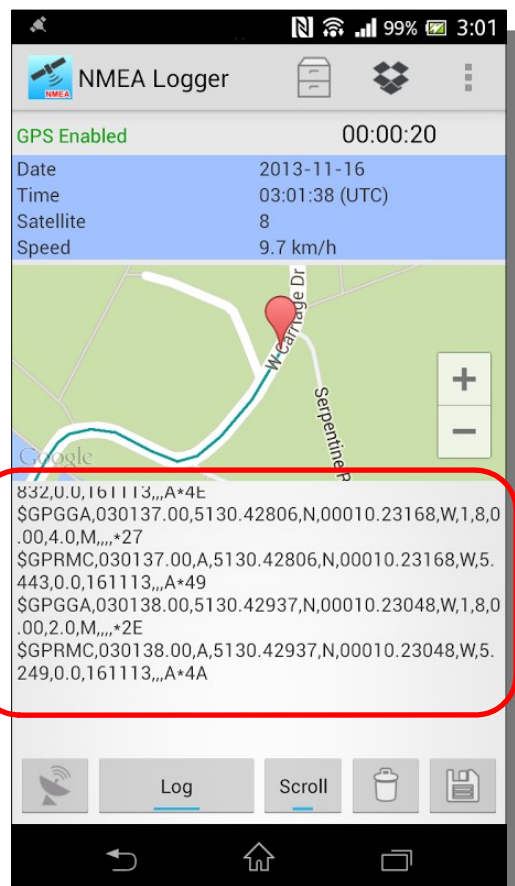 99% 3:01
NMEA
NMEA Logger
GPS Enabled 00:00:20
Date 2013-11-16
Time 03:01:38 (UTC)
Satellite 8
Speed 9.7 km/h
W Carriage Dr
Serpentine
+
−
Google
832,0.0,161113,,,A*4E
$GPGGA,030137.00,5130.42806,N,00010.23168,W,1,8,0
.00,4.0,M,,,,*27
$GPRMC,030137.00,A,5130.42806,N,00010.23168,W,5.
443,0.0,161113,,,A*49
$GPGGA,030138.00,5130.42937,N,00010.23048,W,1,8,0
.00,2.0,M,,,,*2E
$GPRMC,030138.00,A,5130.42937,N,00010.23048,W,5.
249,0.0,161113,,,A*4A
Log Scroll